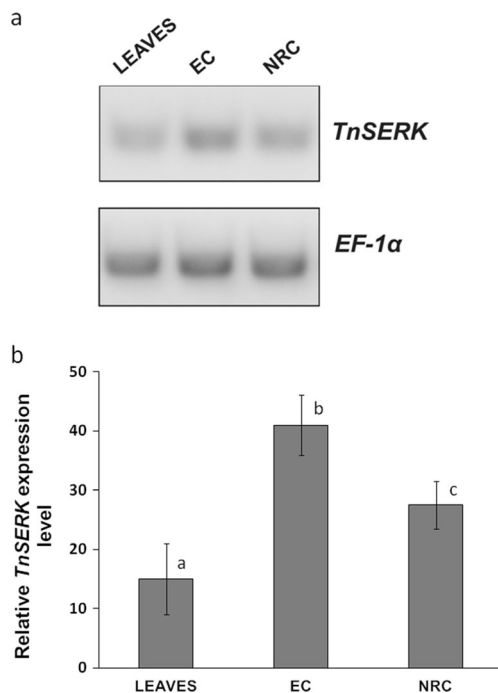 a
LEAVES EC NRC
TnSERK
EF-1α
b
Relative TnSERK expression
level
50
40
30
20
10
0
a
b
c
LEAVES EC NRC